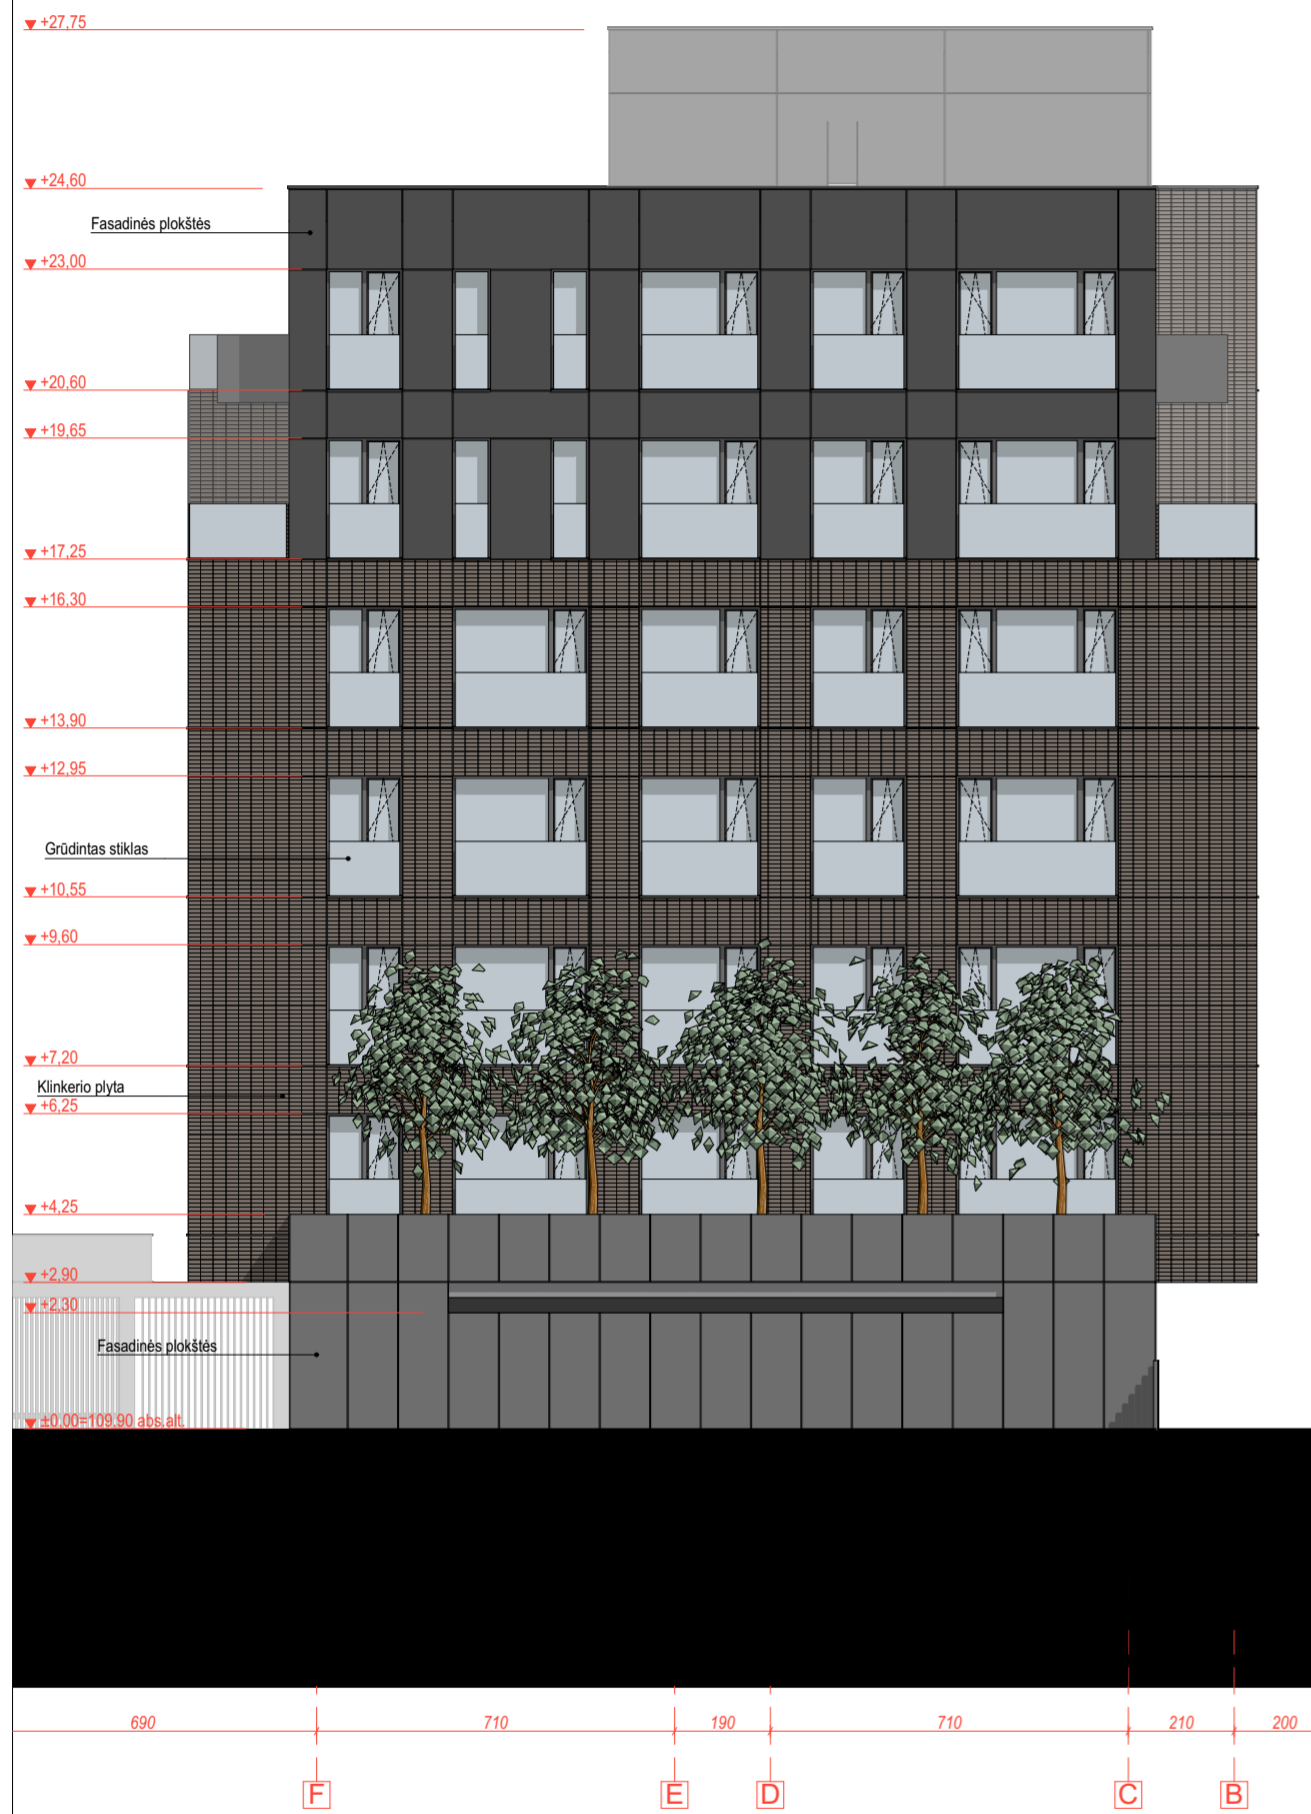 +27,75
+24,60
Fasadinės plokštės
+23,00
+20,60
+19,65
+17,25
+16,30
+13,90
+12,95
Grūdintas stiklas
+10,55
+9,60
+7,20
Klinkerio plyta
+6,25
+4,25
+2,90
+2,30
Fasadinės plokštės
±0,00=109.90 abs.alt.
690 710 190 710 210 200
F E D C B